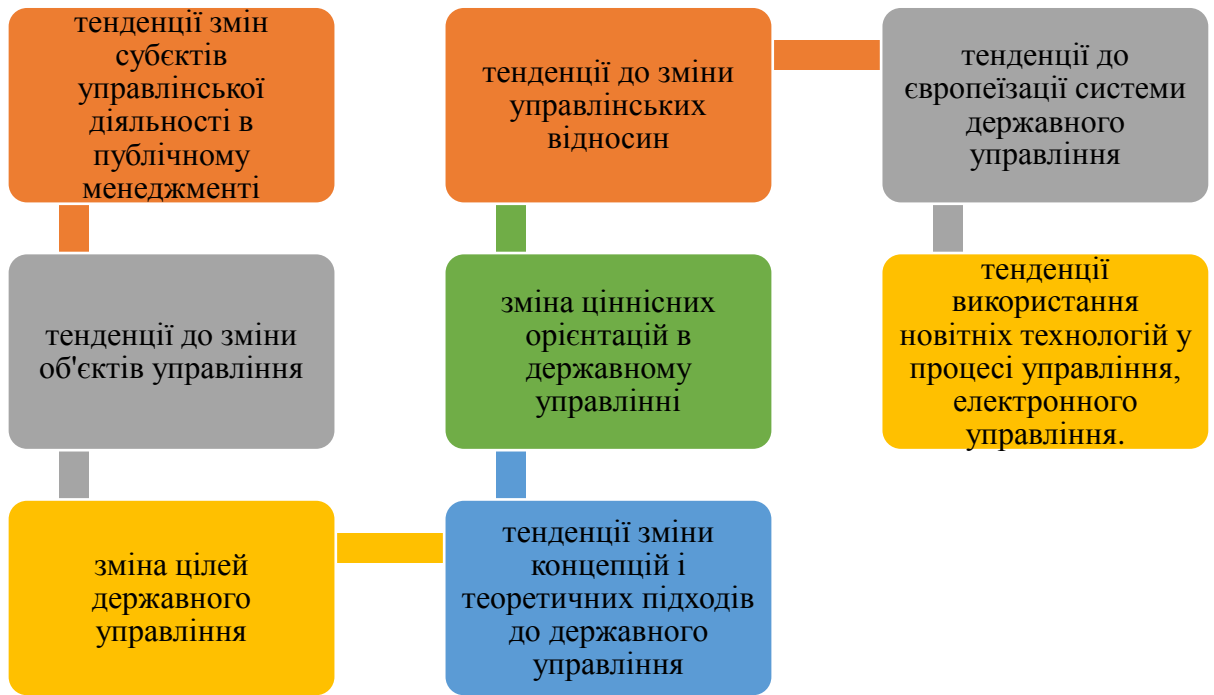 тенденції змін
субєктів
управлінської
діяльності в
публічному
менеджменті
тенденції до зміни
об'єктів управління
зміна цілей
державного
управління
тенденції зміни
концепцій і
теоретичних підходів
до державного
управління
зміна ціннісних
орієнтацій в
державному
управлінні
тенденції до зміни
управлінських
відносин
тенденції до
європеїзації системи
державного
управління
тенденції
використання
новітніх технологій у
процесі управління,
електронного
управління.